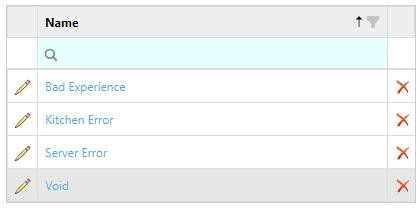 Name
Bad Experience
Kitchen Error
Server Error
Void